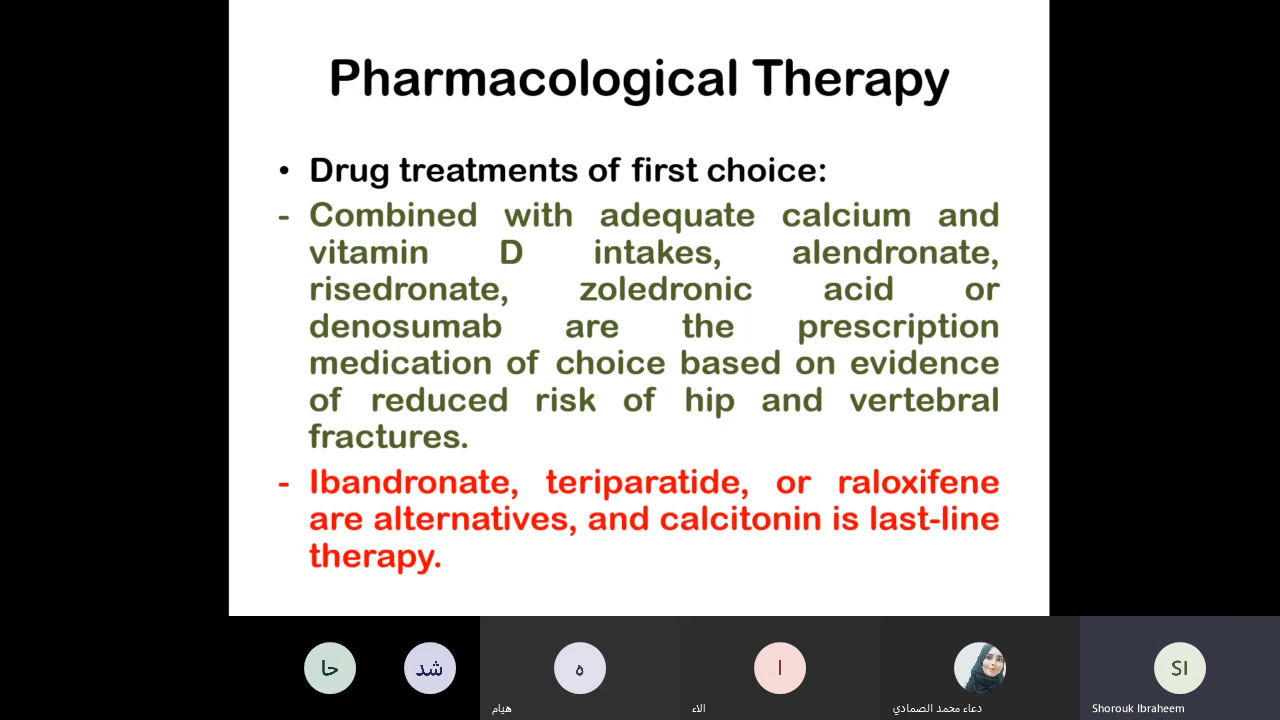 Pharmacological Therapy
• Drug treatments of first choice:
- Combined with adequate calcium and
vitamin D intakes, alendronate,
risedronate, zoledronic acid or
denosumab are the prescription
medication of choice based on evidence
of reduced risk of hip and vertebral
fractures.
- Ibandronate, teriparatide, or raloxifene
are alternatives, and calcitonin is last-line
therapy.
حا
شد
ه
ا
SI
هيام
الاء
دعاء محمد الصمادي
Shorouk Ibraheem